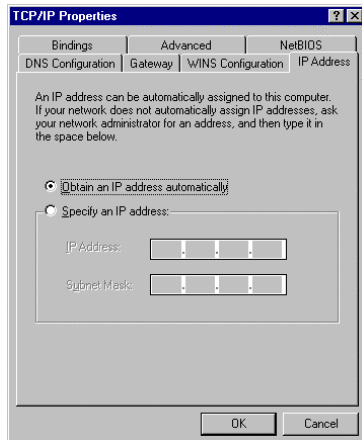 TCP/IP Properties
Bindings Advanced NetBIOS
DNS Configuration Gateway WINS Configuration IP Address
An IP address can be automatically assigned to this computer.
If your network does not automatically assign IP addresses, ask
your network administrator for an address, and then type it in
the space below.
Obtain an IP address automatically
Specify an IP address:
IP Address:
Subnet Mask:
OK Cancel